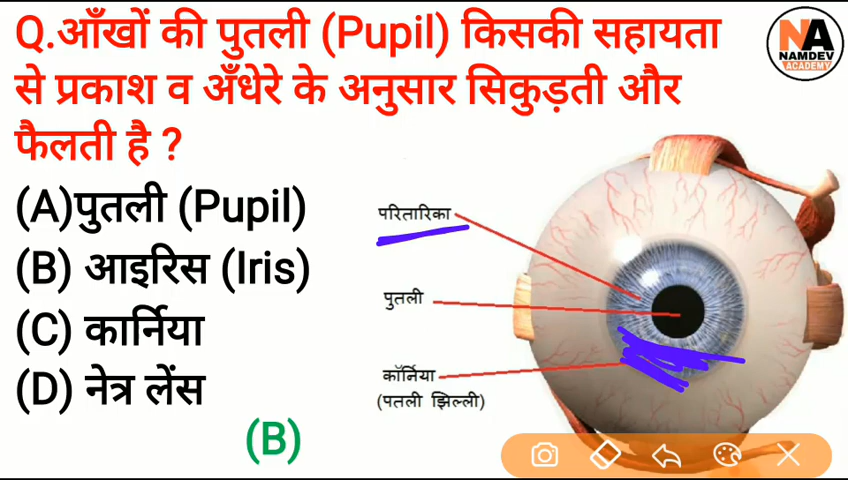 Q.आँखों की पुतली (Pupil) किसकी सहायता
से प्रकाश व अँधेरे के अनुसार सिकुड़ती और
फैलती है ?
NA
NAMDEV
ACADEMY
(A)पुतली (Pupil)
(B) आइरिस (Iris)
(C) कार्निया
(D) नेत्र लेंस
(B)
परितारिका
पुतली
कॉर्निया
(पतली झिल्ली)